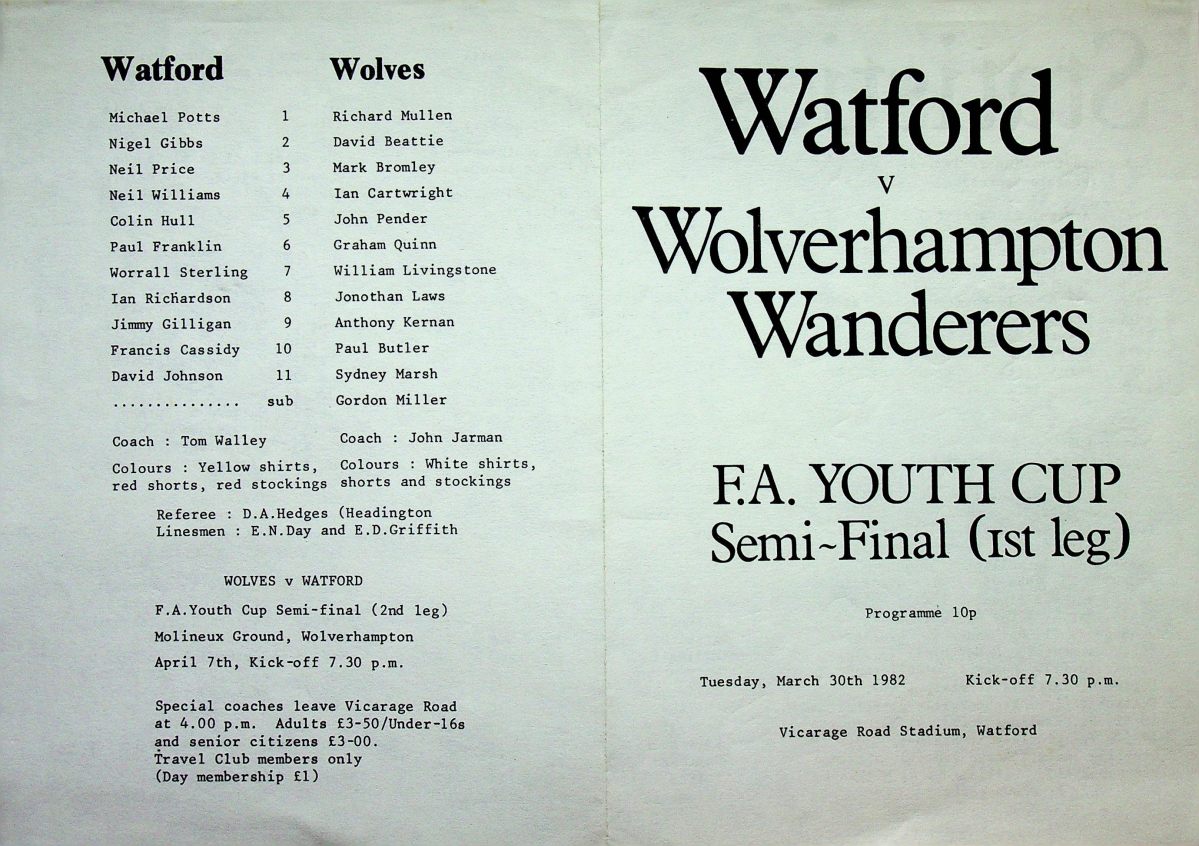 Watford Wolves
Michael Potts 1 Richard Mullen
Nigel Gibbs 2 David Beattie
Neil Price 3 Mark Bromley
Neil Williams 4 Ian Cartwright
Colin Hull 5 John Pender
Paul Franklin 6 Graham Quinn
Worrall Sterling 7 William Livingstone
Ian Richardson 8 Jonothan Laws
Jimmy Gilligan 9 Anthony Kernan
Francis Cassidy 10 Paul Butler
David Johnson 11 Sydney Marsh
............... sub Gordon Miller
Coach : Tom Walley Coach : John Jarman
Colours : Yellow shirts, Colours : White shirts,
red shorts, red stockings shorts and stockings
Referee : D.A.Hedges (Headington
Linesmen : E.N.Day and E.D.Griffith
WOLVES v WATFORD
F.A.Youth Cup Semi-final (2nd leg)
Molineux Ground, Wolverhampton
April 7th, Kick-off 7.30 p.m.
Special coaches leave Vicarage Road
at 4.00 p.m. Adults £3-50/Under-16s
and senior citizens £3-00.
Travel Club members only
(Day membership £1)
Watford
v
Wolverhampton
Wanderers
F.A. YOUTH CUP
Semi~Final (1st leg)
Programme 10p
Tuesday, March 30th 1982 Kick-off 7.30 p.m.
Vicarage Road Stadium, Watford